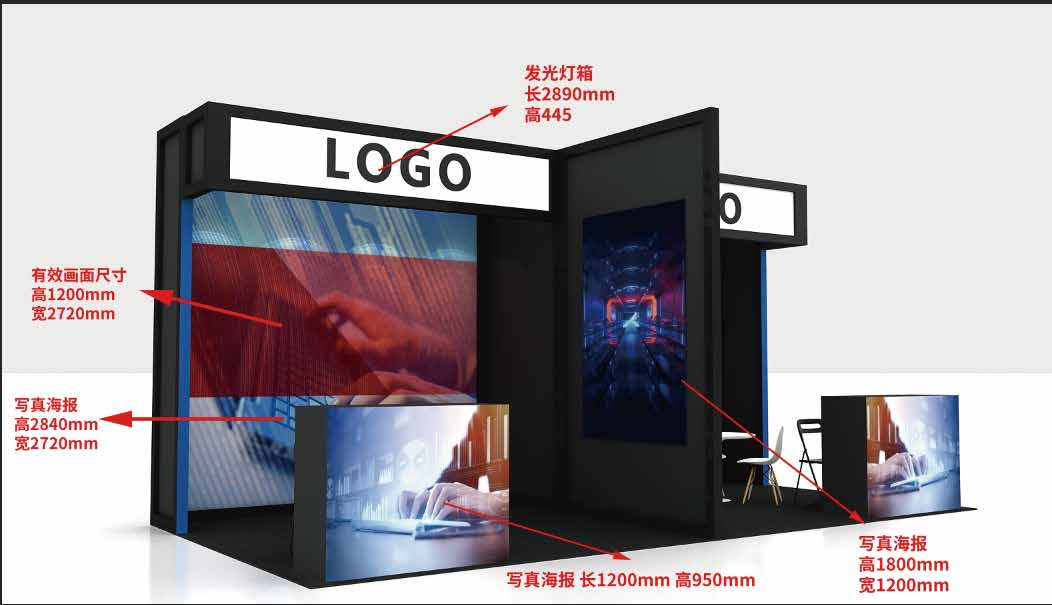 发光灯箱
长2890mm
高445
LOGO
O
有效画面尺寸
高1200mm
宽2720mm
写真海报
高2840mm
宽2720mm
写真海报 长1200mm 高950mm
写真海报
高1800mm
宽1200mm